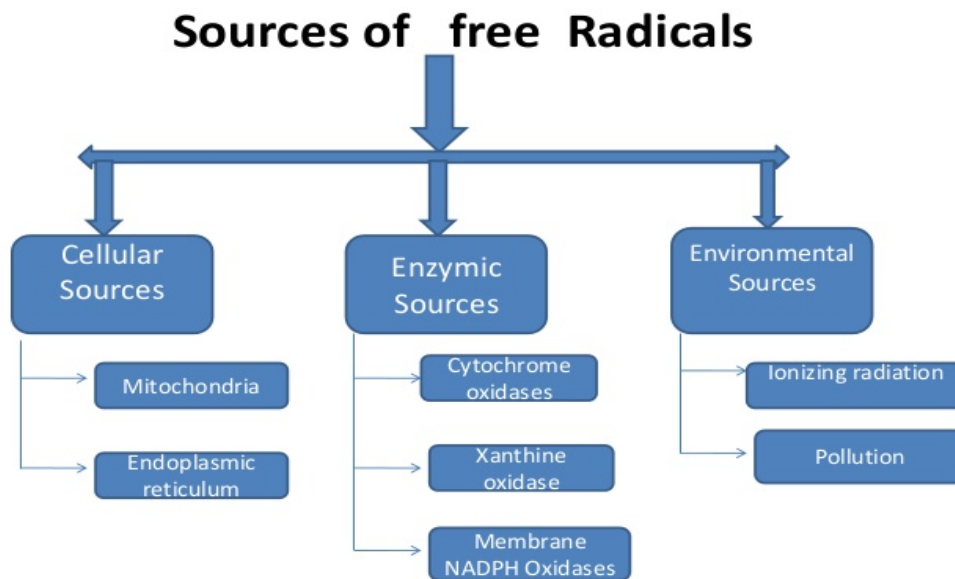 Sources of free Radicals
Cellular
Sources
Enzymic
Sources
Environmental
Sources
Mitochondria
Endoplasmic
reticulum
Cytochrome
oxidases
Xanthine
oxidase
Membrane
NADPH Oxidases
Ionizing radiation
Pollution